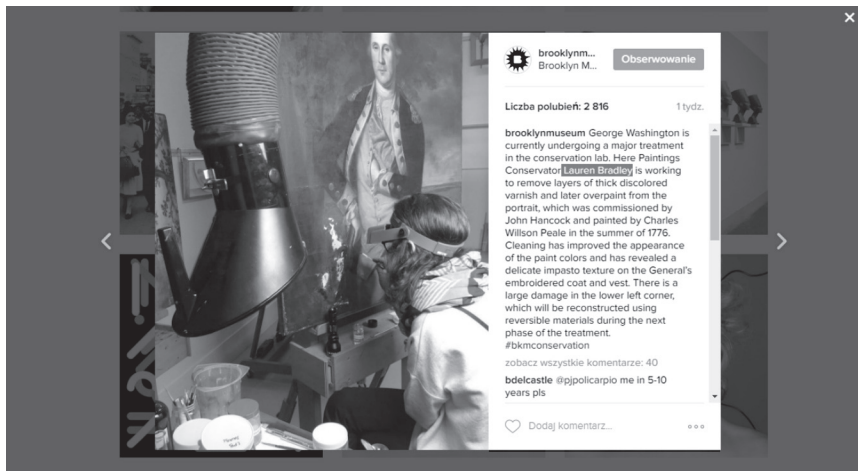 brooklynm...
Brooklyn M...
Obserwowanie
Liczba polubień: 2 816
1 tydz.
brooklynmuseum George Washington is
currently undergoing a major treatment
in the conservation lab. Here Paintings
Conservator Lauren Bradley is working
to remove layers of thick discolored
varnish and later overpaint from the
portrait, which was commissioned by
John Hancock and painted by Charles
Willson Peale in the summer of 1776.
Cleaning has improved the appearance
of the paint colors and has revealed a
delicate impasto texture on the General's
embroidered coat and vest. There is a
large damage in the lower left corner,
which will be reconstructed using
reversible materials during the next
phase of the treatment.
#bkmconservation
zobacz wszystkie komentarze: 40
bdelcastle @pjpolicarpio me in 5-10
years pls
Dodaj komentarz...